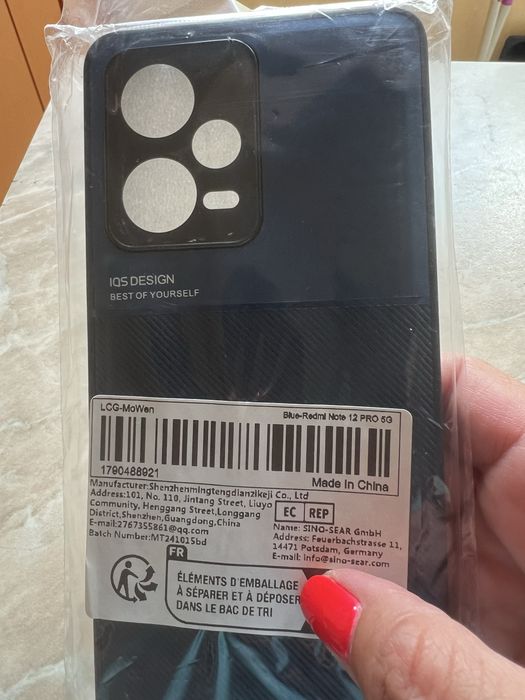 IQS DESIGN
BEST OF YOURSELF
LCG-MoWen
Blue-Redmi Note 12 PRO 5G
1790488921
Made In China
Manufacturer:Shenzhenmingtengdianzikeji Co., Ltd
Address:101, No. 110, Jintang Street, Liuyo
Community, Henggang Street,Longgang
District,Shenzhen,Guangdong,China
E-mail:2767355861@qq.com
Batch Number:MT241015bd
EC REP
Name: SINO-SEAR GmbH
Address: Feuerbachstrasse 11,
14471 Potsdam, Germany
E-mail: info@sino-sear.com
FR
ÉLÉMENTS D'EMBALLAGE
À SÉPARER ET À DÉPOSER
DANS LE BAC DE TRI